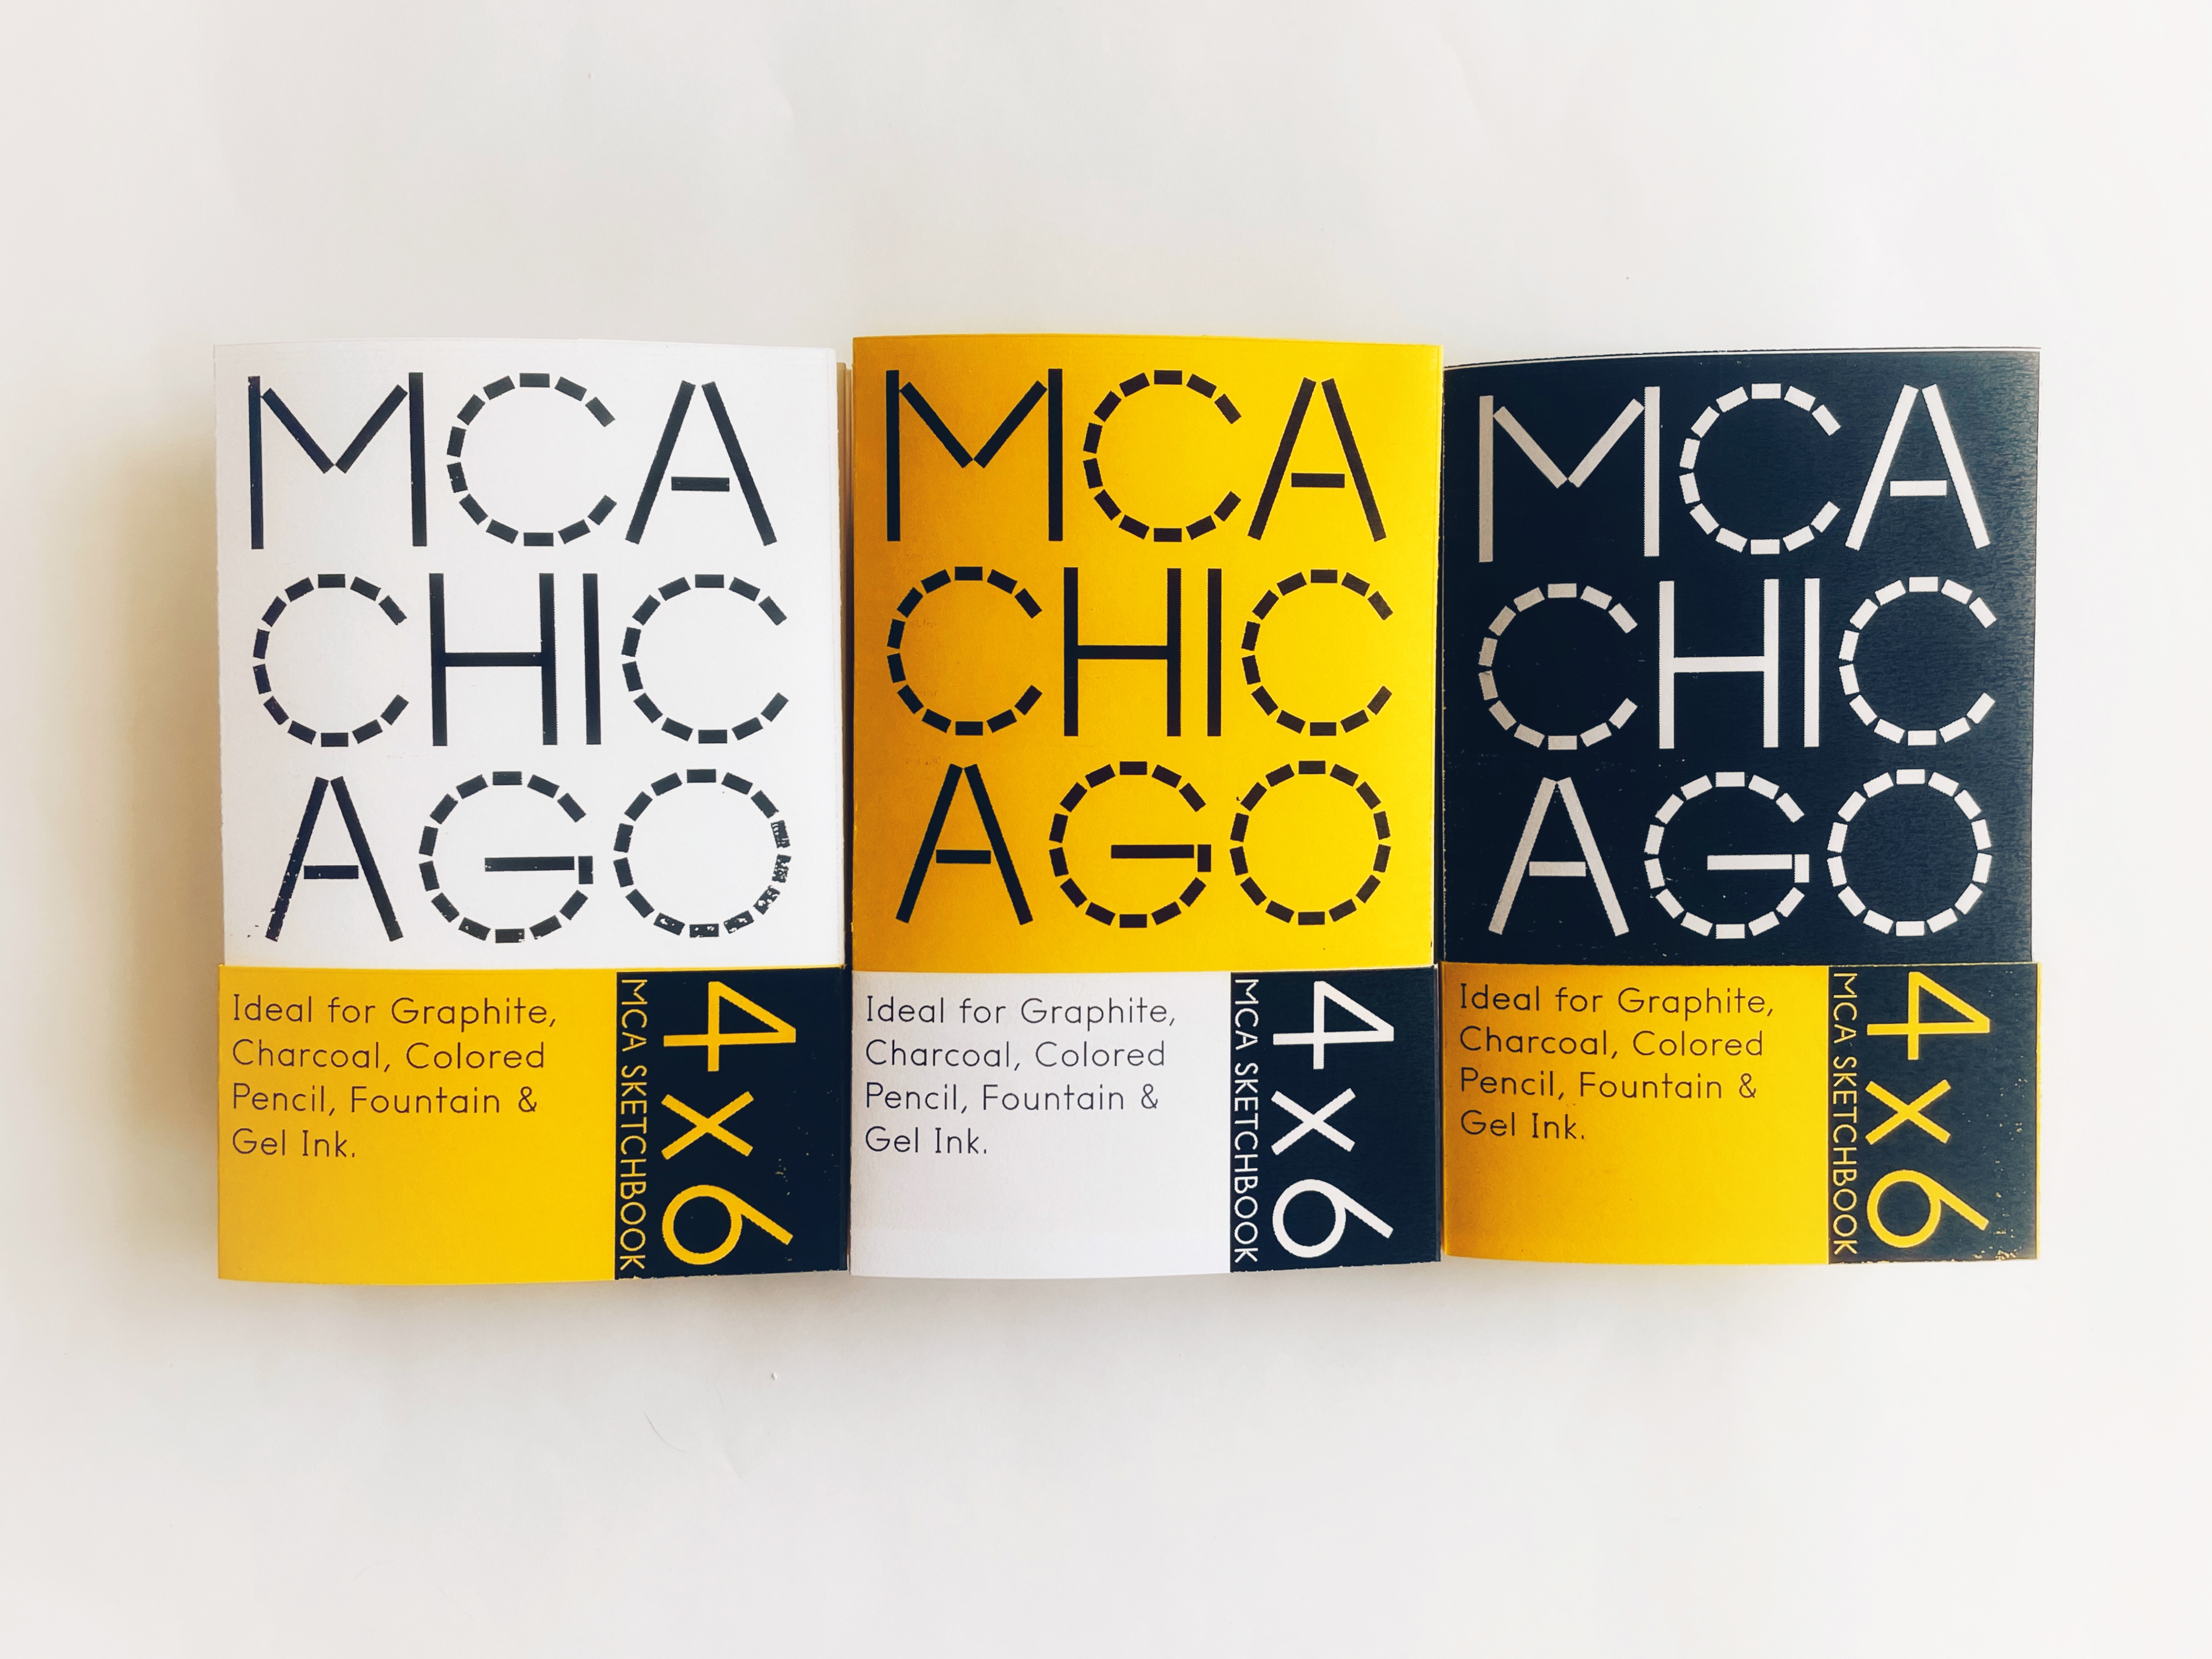 MCA
CHIC
AGO
Ideal for Graphite,
Charcoal, Colored
Pencil, Fountain &
Gel Ink.
MCA SKETCHBOOK
4x6
MCA
CHIC
AGO
Ideal for Graphite,
Charcoal, Colored
Pencil, Fountain &
Gel Ink.
MCA SKETCHBOOK
4x6
MCA
CHIC
AGO
Ideal for Graphite,
Charcoal, Colored
Pencil, Fountain &
Gel Ink.
MCA SKETCHBOOK
4x6